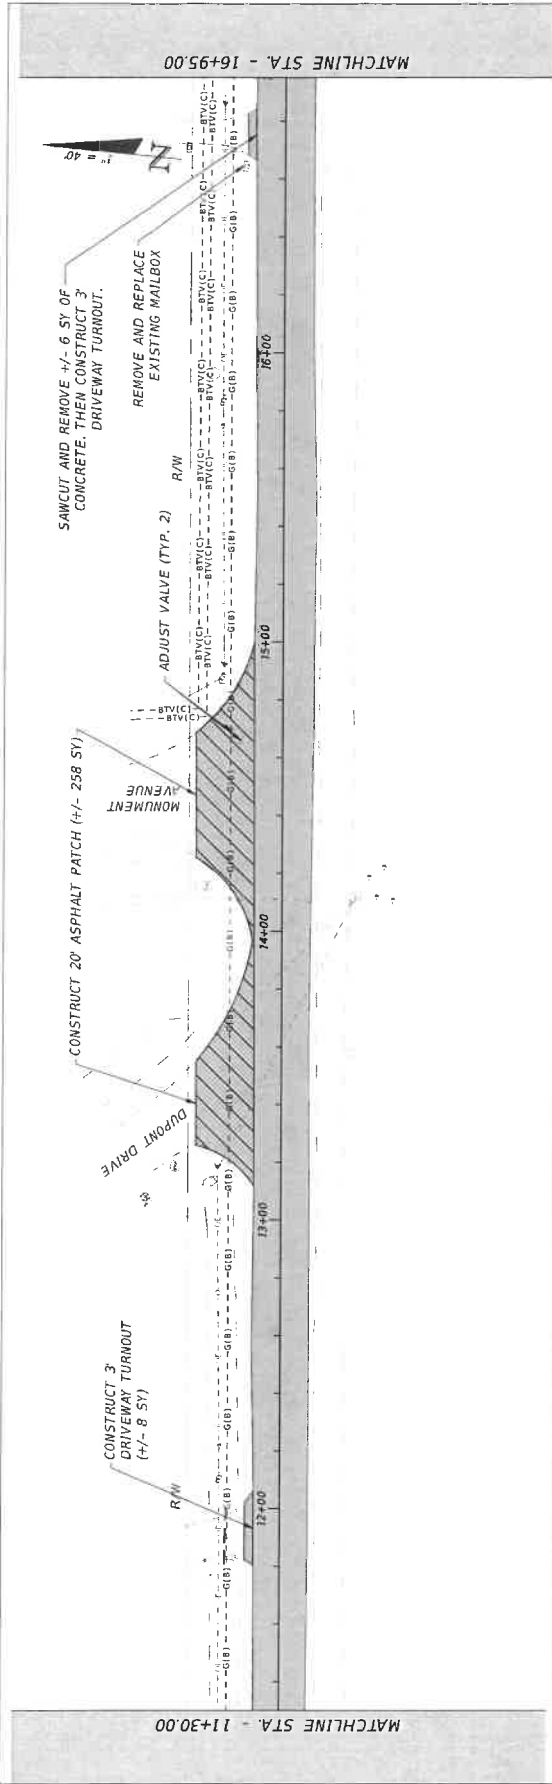 MATCHLINE STA. - 16+95.00
1" = 40'
N
SAWCUT AND REMOVE +/- 6 SY OF
CONCRETE. THEN CONSTRUCT 3'
DRIVEWAY TURNOUT.
REMOVE AND REPLACE
EXISTING MAILBOX
R/W
ADJUST VALVE (TYP. 2)
CONSTRUCT 20' ASPHALT PATCH (+/- 258 SY)
MONUMENT
AVENUE
DUPONT DRIVE
CONSTRUCT 3'
DRIVEWAY TURNOUT
(+/- 8 SY)
R/W
BTV(C)
BTV(C)
G(B)
12+00
13+00
14+00
15+00
16+00
MATCHLINE STA. - 11+30.00